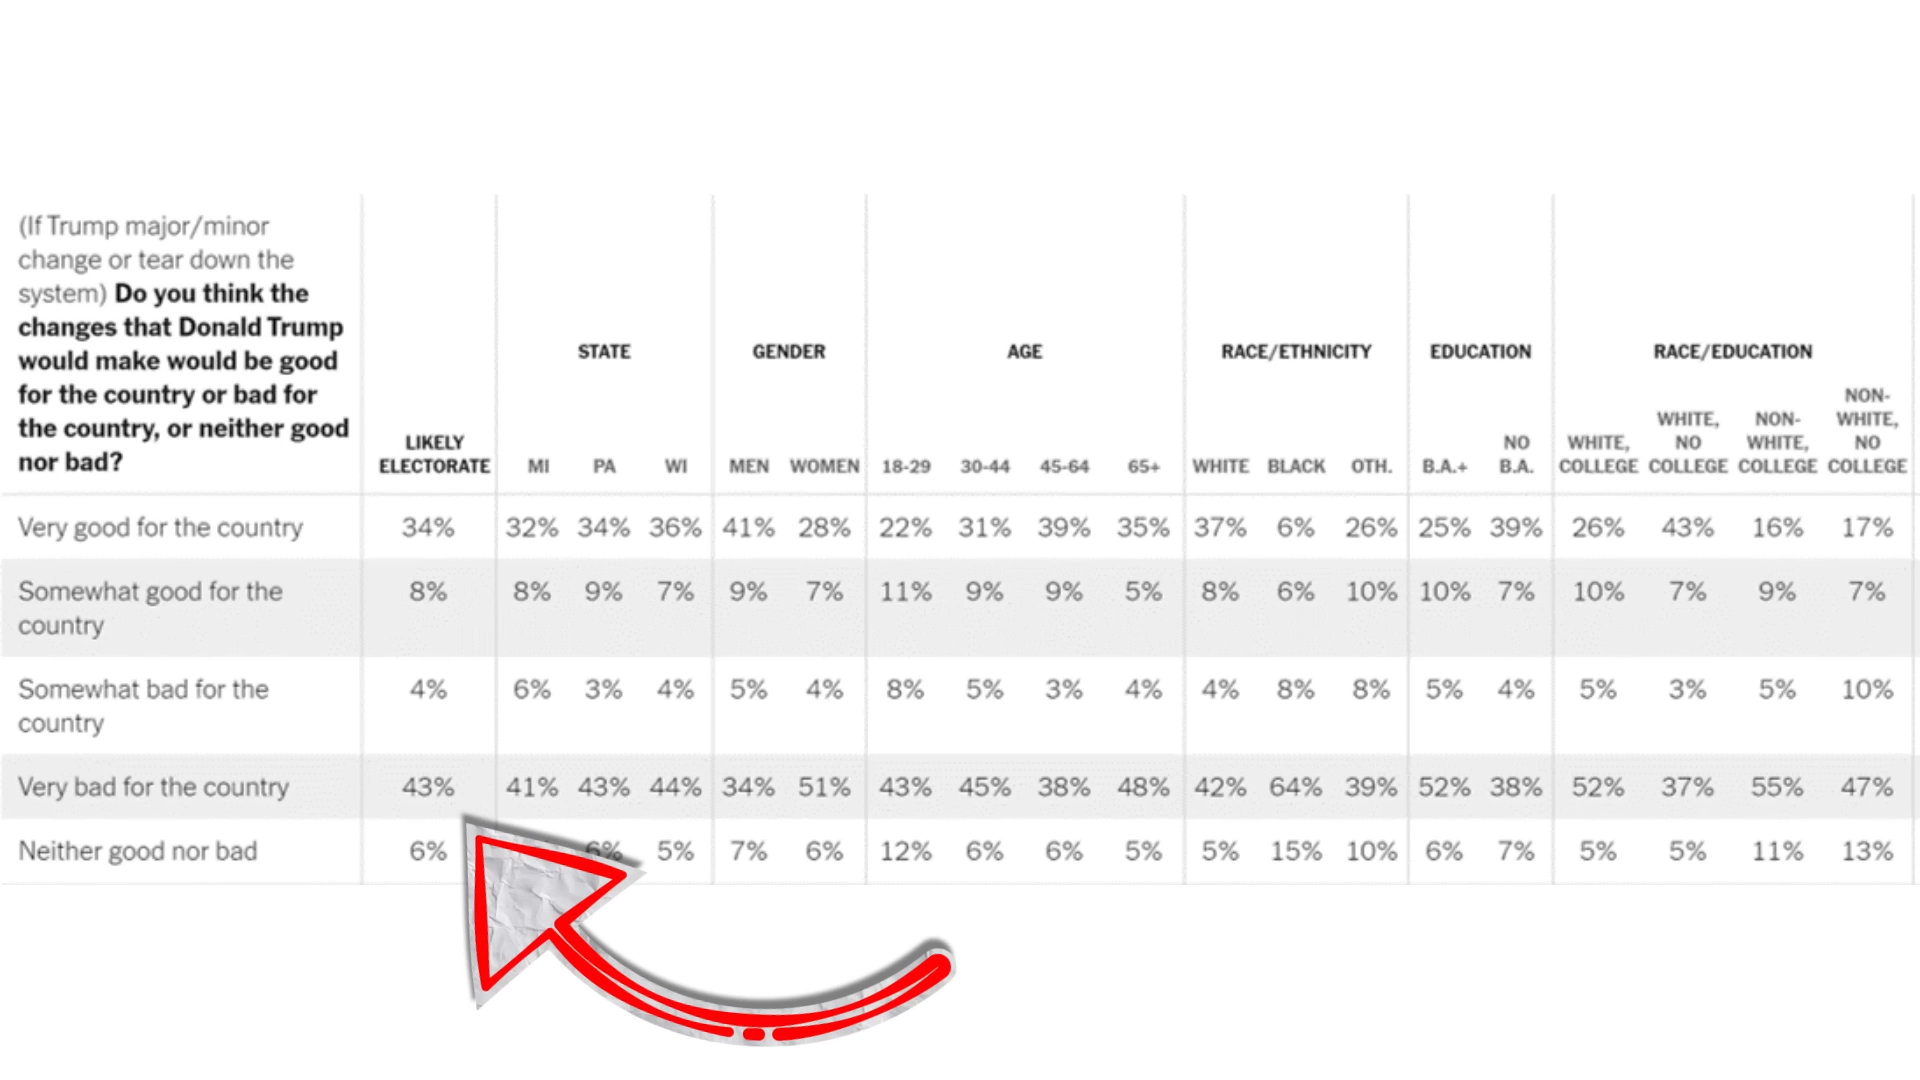 (If Trump major/minor
change or tear down the
system) Do you think the
changes that Donald Trump
would make would be good
for the country or bad for
the country, or neither good
nor bad?
LIKELY
ELECTORATE
STATE
MI PA WI
GENDER
MEN WOMEN
AGE
18-29 30-44 45-64 65+
RACE/ETHNICITY
WHITE BLACK OTH.
EDUCATION
B.A.+
NO
B.A.
RACE/EDUCATION
WHITE,
COLLEGE
WHITE,
NO
COLLEGE
NON-
WHITE,
COLLEGE
NON-
WHITE,
NO
COLLEGE
Very good for the country 34% 32% 34% 36% 41% 28% 22% 31% 39% 35% 37% 6% 26% 25% 39% 26% 43% 16% 17%
Somewhat good for the
country
8% 8% 9% 7% 9% 7% 11% 9% 9% 5% 8% 6% 10% 10% 7% 10% 7% 9% 7%
Somewhat bad for the
country
4% 6% 3% 4% 5% 4% 8% 5% 3% 4% 4% 8% 8% 5% 4% 5% 3% 5% 10%
Very bad for the country 43% 41% 43% 44% 34% 51% 43% 45% 38% 48% 42% 64% 39% 52% 38% 52% 37% 55% 47%
Neither good nor bad 6% 6% 5% 7% 6% 12% 6% 6% 5% 5% 15% 10% 6% 7% 5% 5% 11% 13%